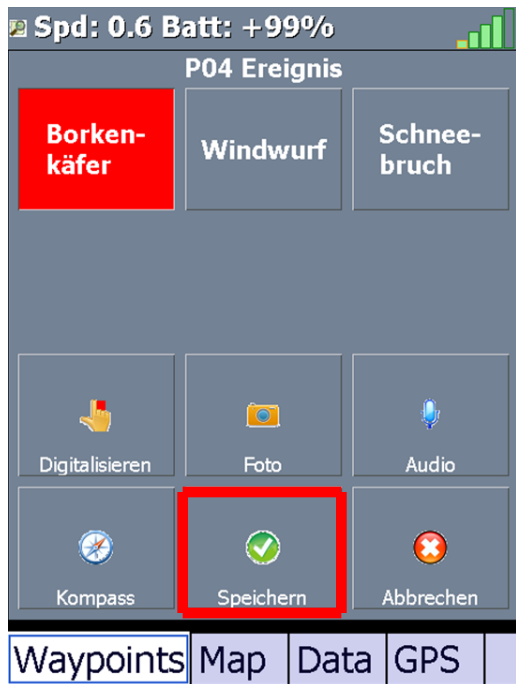 Spd: 0.6 Batt: +99%
P04 Ereignis
Borken-
käfer
Windwurf
Schnee-
bruch
Digitalisieren
Foto
Audio
Kompass
Speichern
Abbrechen
Waypoints Map Data GPS